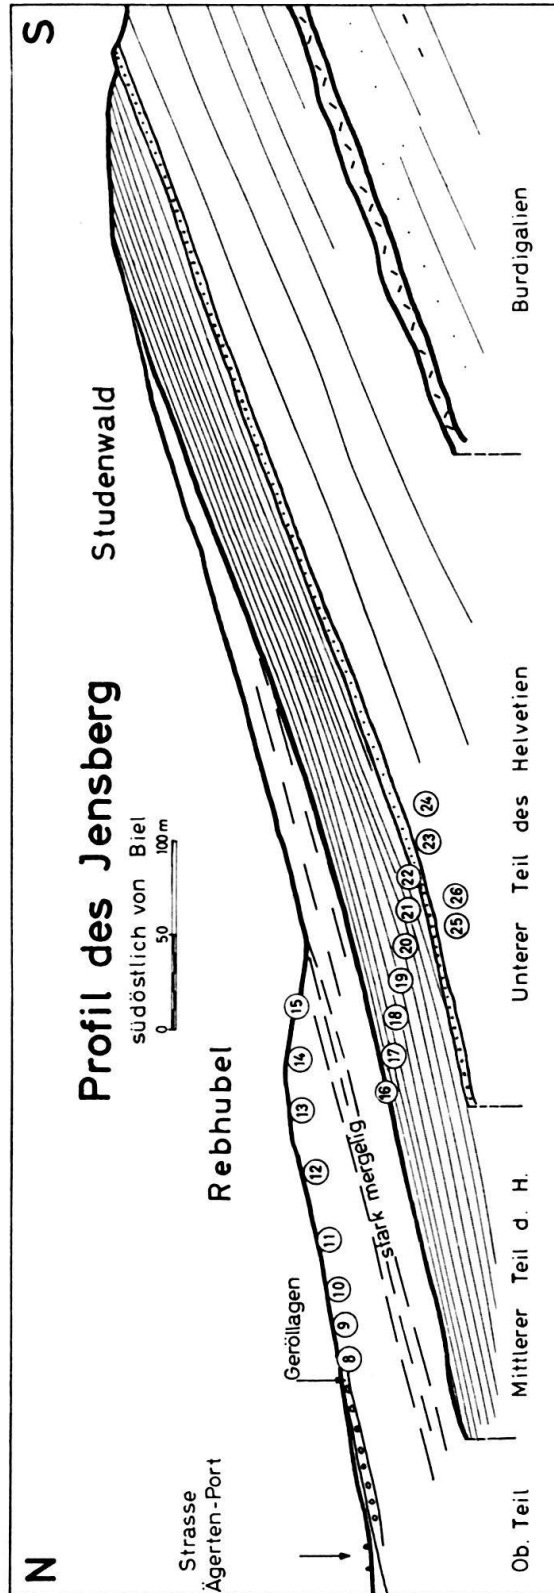 N
S
Profil des Jensberg
südöstlich von Biel
0 50 100 m
Strasse
Ägerten-Port
Geröllagen
Rebhubel
Studenwald
8
9
10
11
12
13
14
15
stark mergelig
16
17
18
19
20
21
22
23
24
25
26
Ob. Teil
Mittlerer Teil d. H.
Unterer Teil des Helvetien
Burdigalien